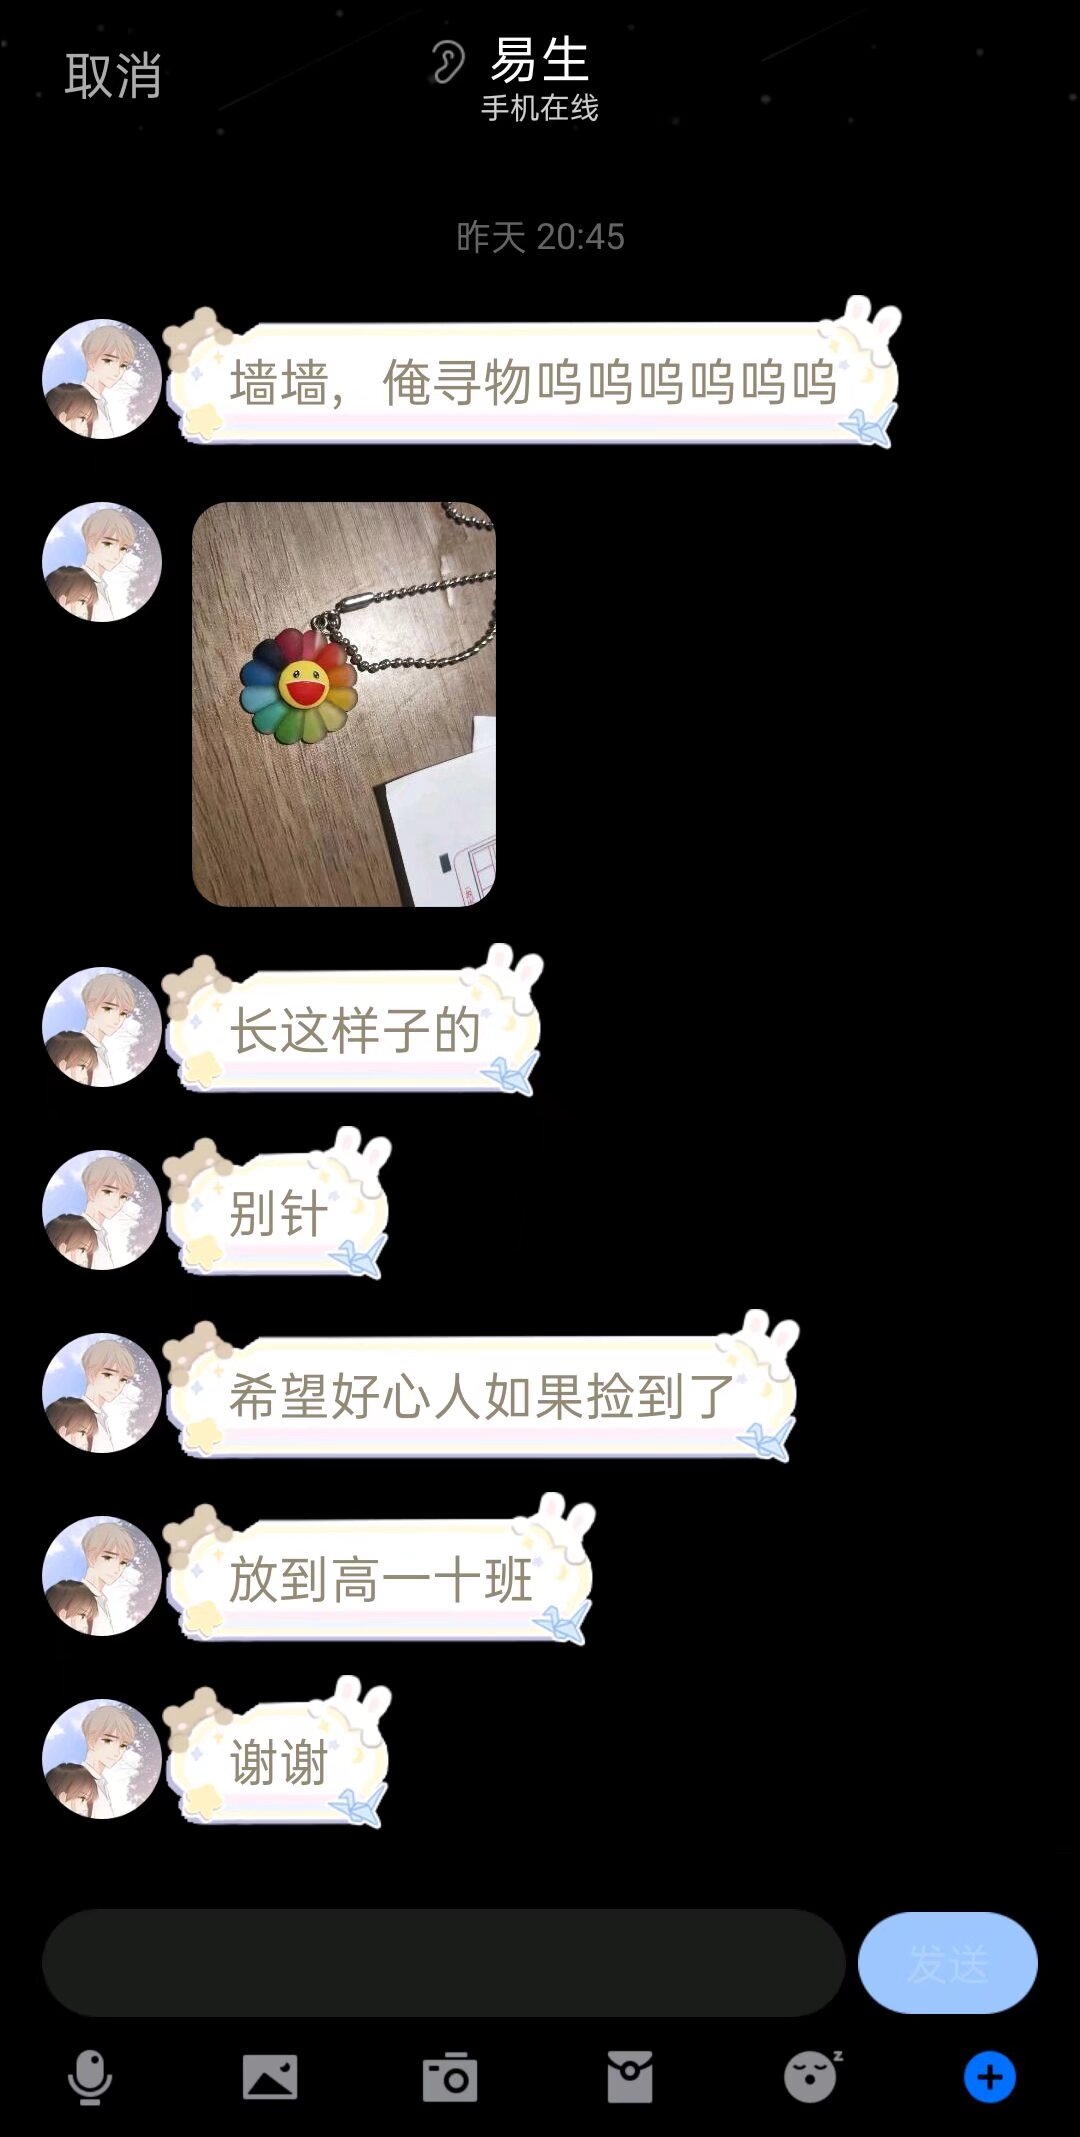 取消
易生
手机在线
昨天 20:45
墙墙，俺寻物呜呜呜呜呜呜
长这样子的
别针
希望好心人如果捡到了
放到高一十班
谢谢
发送